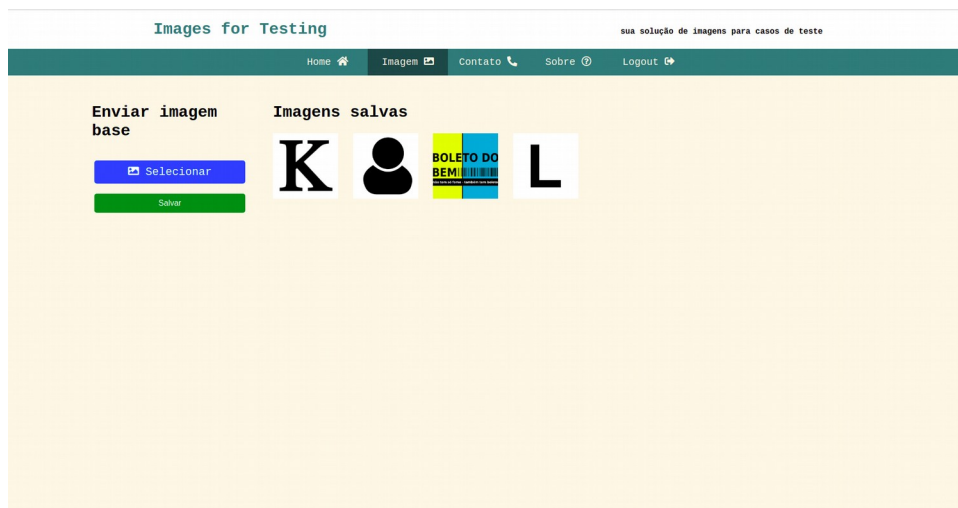 Images for Testing
sua solução de imagens para casos de teste
Home
Imagem
Contato
Sobre
Logout
Enviar imagem
base
Selecionar
Salvar
Imagens salvas
K
BOLETO DO
BEM
L